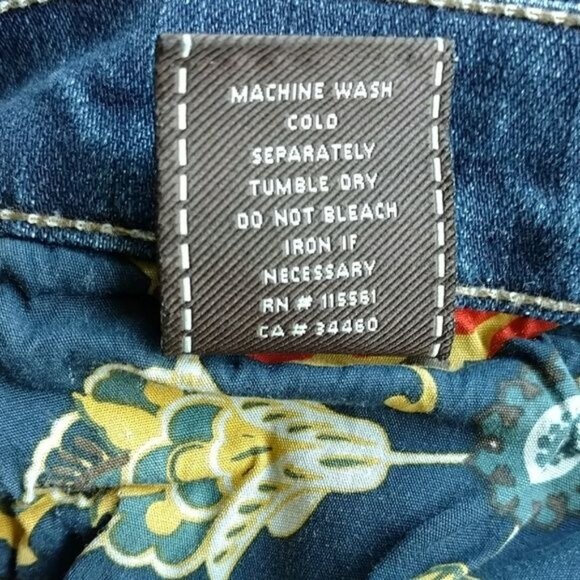 MACHINE WASH
COLD
SEPARATELY
TUMBLE DRY
DO NOT BLEACH
IRON IF
NECESSARY
RN # 115561
CA # 34460